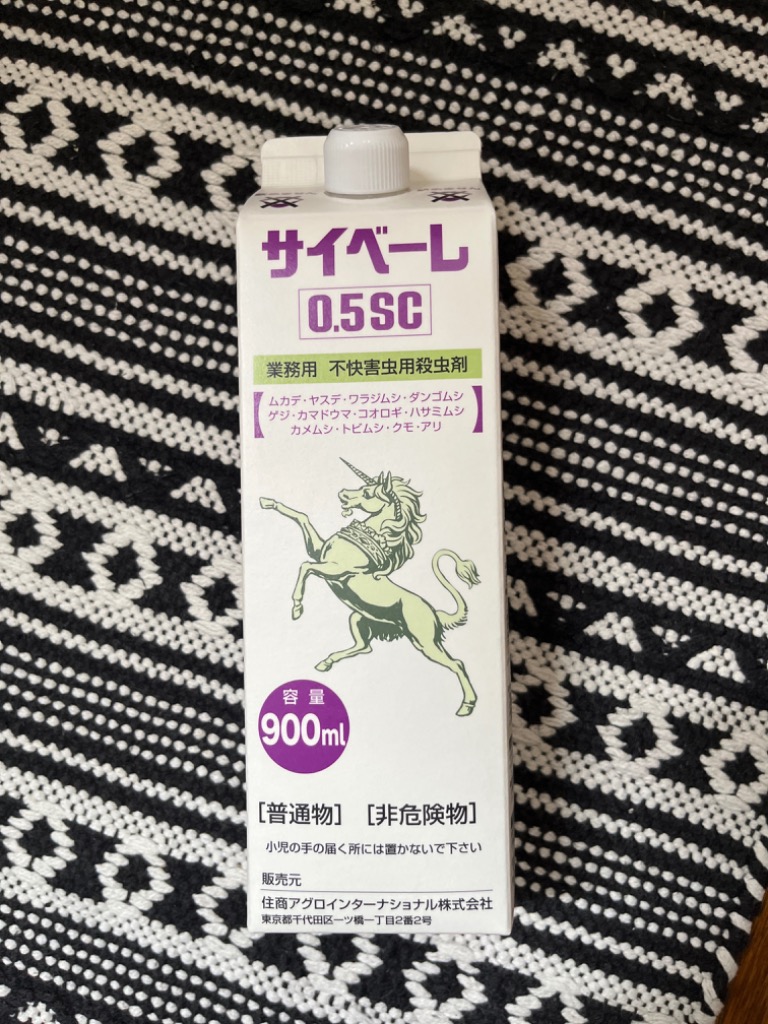 サイベーレ
0.5SC
業務用 不快害虫用殺虫剤
ムカデ・ヤスデ・ワラジムシ・ダンゴムシ
ゲジ・カマドウマ・コオロギ・ハサミムシ
カメムシ・トビムシ・クモ・アリ
容量
900ml
[普通物] [非危険物]
小児の手の届く所には置かないで下さい
販売元
住商アグロインターナショナル株式会社
東京都千代田区一ツ橋一丁目2番2号